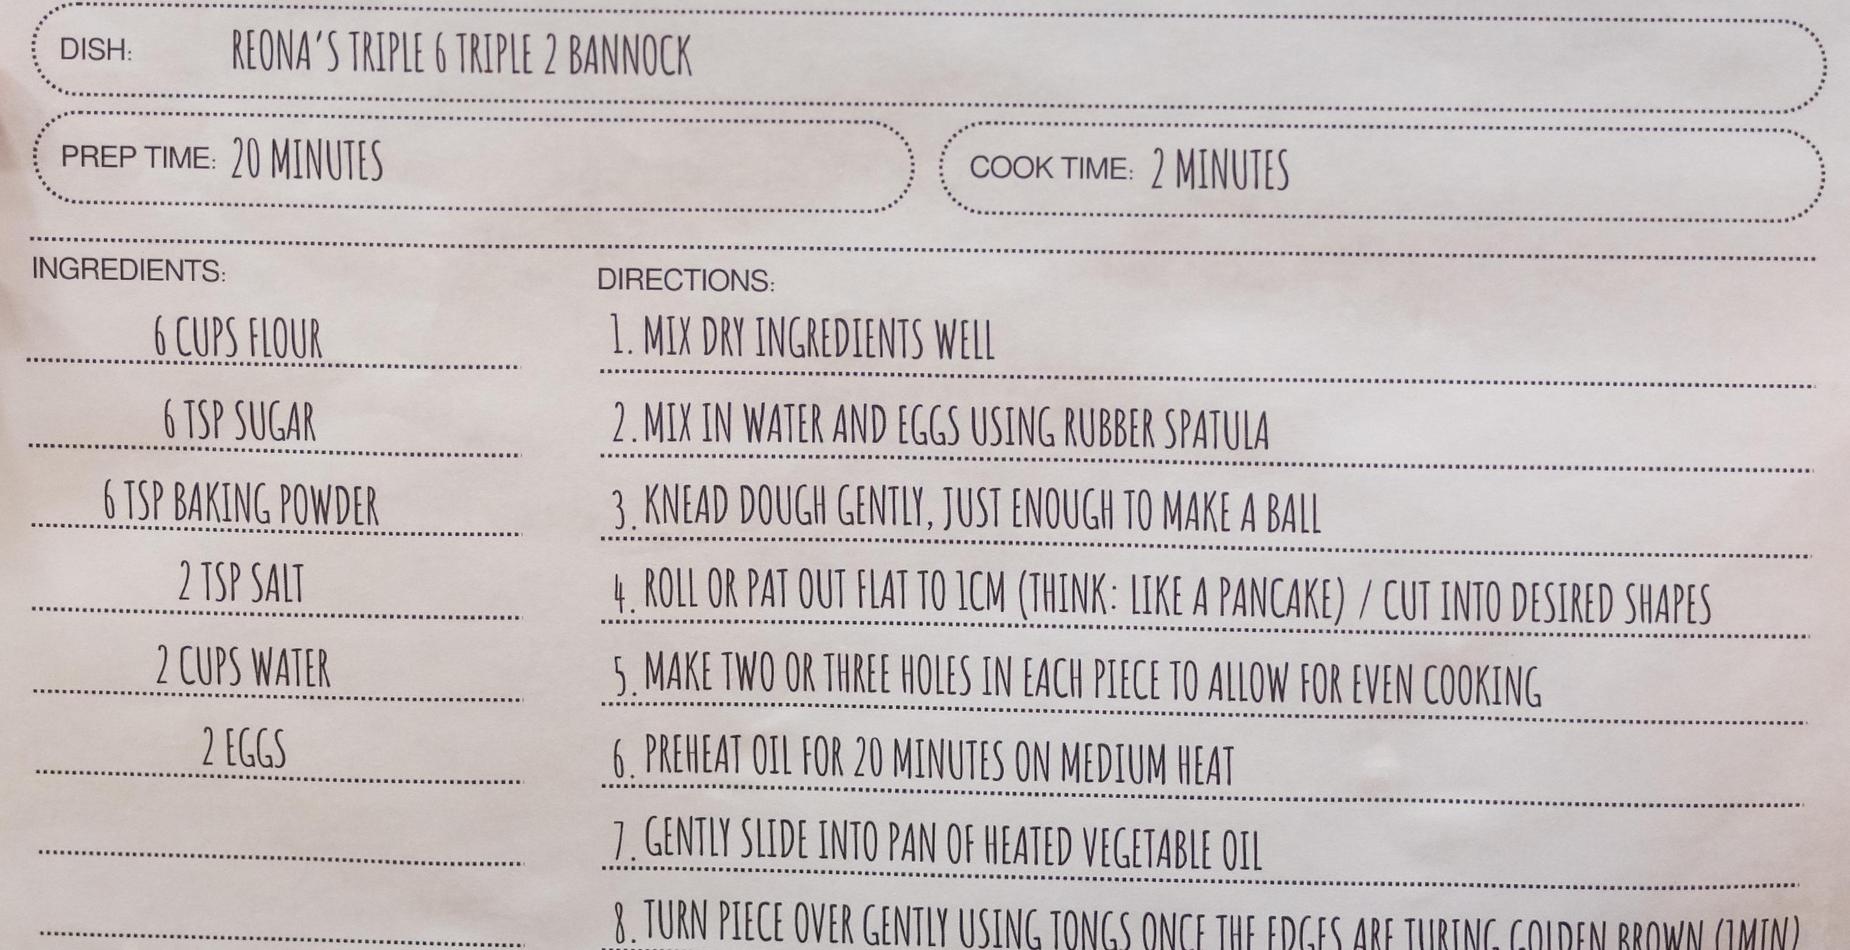 DISH: REONA'S TRIPLE 6 TRIPLE 2 BANNOCK
PREP TIME: 20 MINUTES
COOK TIME: 2 MINUTES
INGREDIENTS:
6 CUPS FLOUR
6 TSP SUGAR
6 TSP BAKING POWDER
2 TSP SALT
2 CUPS WATER
2 EGGS
DIRECTIONS:
1. MIX DRY INGREDIENTS WELL
2. MIX IN WATER AND EGGS USING RUBBER SPATULA
3. KNEAD DOUGH GENTLY, JUST ENOUGH TO MAKE A BALL
4. ROLL OR PAT OUT FLAT TO 1CM (THINK: LIKE A PANCAKE) / CUT INTO DESIRED SHAPES
5. MAKE TWO OR THREE HOLES IN EACH PIECE TO ALLOW FOR EVEN COOKING
6. PREHEAT OIL FOR 20 MINUTES ON MEDIUM HEAT
7. GENTLY SLIDE INTO PAN OF HEATED VEGETABLE OIL
8. TURN PIECE OVER GENTLY USING TONGS ONCE THE EDGES ARE TURING GOLDEN BROWN (1MIN)